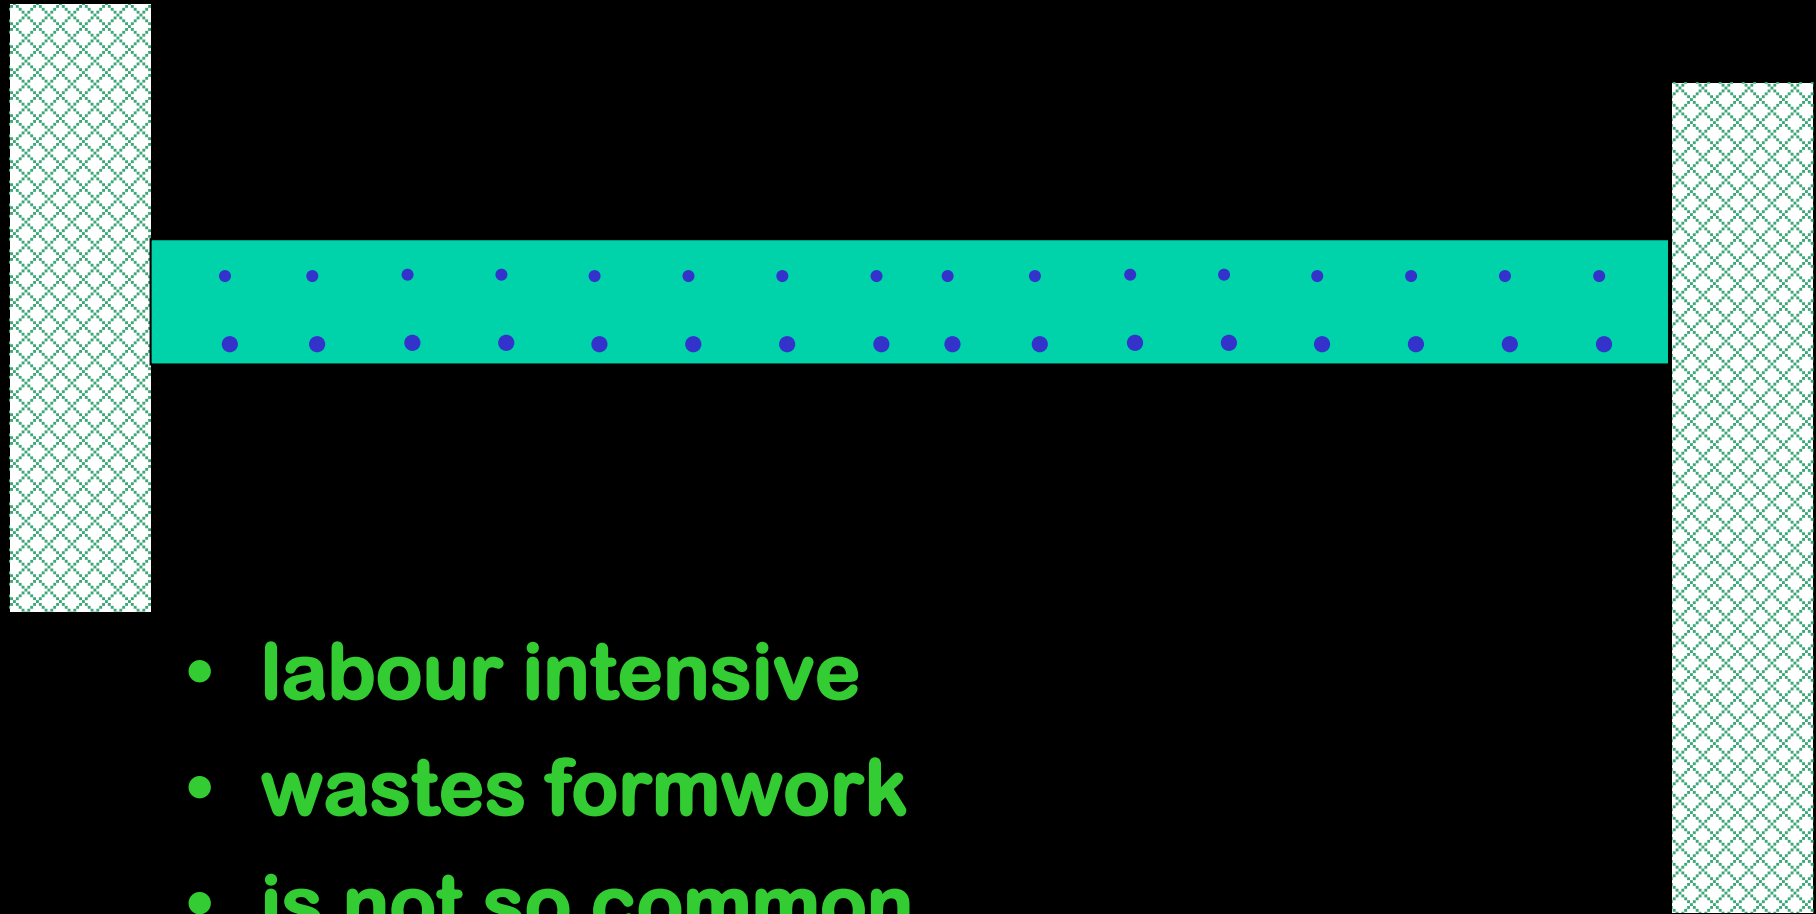 • labour intensive
• wastes formwork
• is not so common